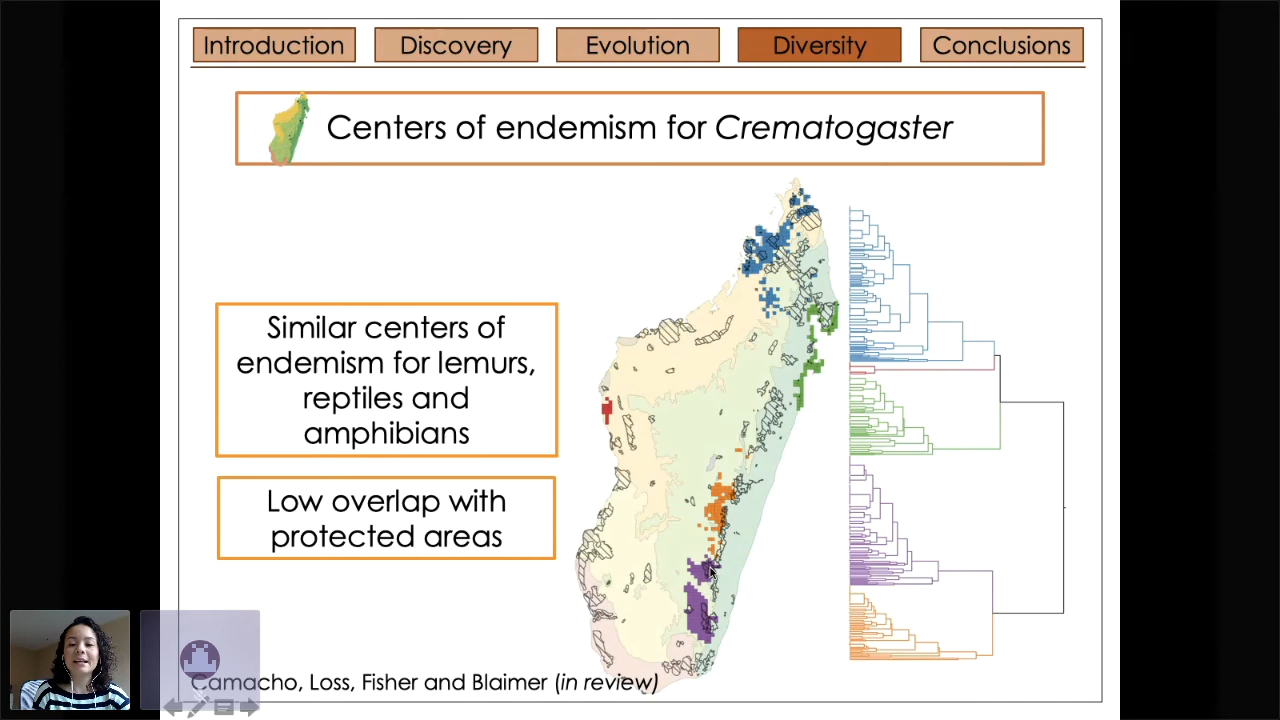 Introduction
Discovery
Evolution
Diversity
Conclusions
Centers of endemism for Crematogaster
Similar centers of
endemism for lemurs,
reptiles and
amphibians
Low overlap with
protected areas
Camacho, Loss, Fisher and Blaimer (in review)